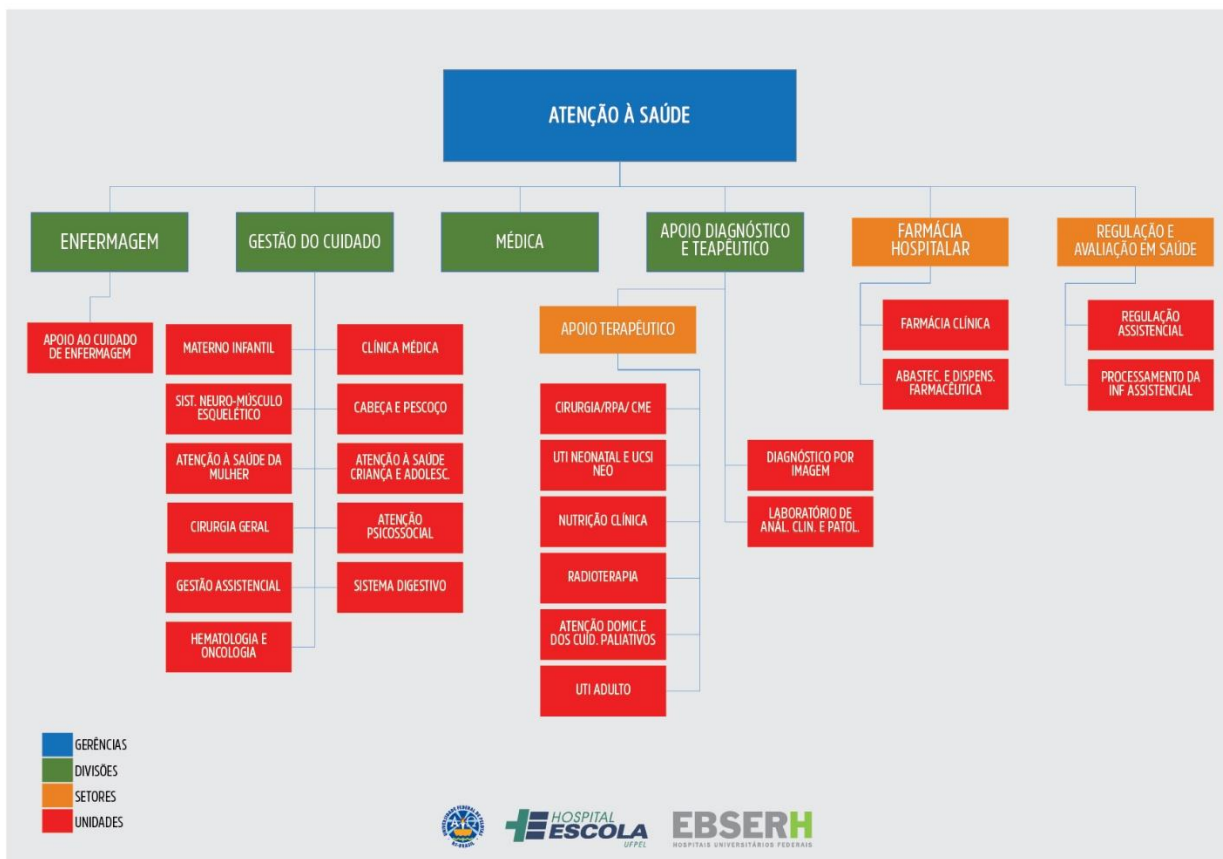 ATENÇÃO À SAÚDE
ENFERMAGEM
GESTÃO DO CUIDADO
MÉDICA
APOIO DIAGNÓSTICO
E TEAPÊUTICO
FARMÁCIA
HOSPITALAR
REGULAÇÃO E
AVALIAÇÃO EM SAÚDE
APOIO AO CUIDADO
DE ENFERMAGEM
MATERNO INFANTIL
CLÍNICA MÉDICA
SIST. NEURO-MÚSCULO
ESQUELÉTICO
CABEÇA E PESCOÇO
ATENÇÃO À SAÚDE DA
MULHER
ATENÇÃO À SAÚDE
CRIANÇA E ADOLESC.
CIRURGIA GERAL
ATENÇÃO
PSICOSSOCIAL
GESTÃO ASSISTENCIAL
SISTEMA DIGESTIVO
HEMATOLOGIA E
ONCOLOGIA
APOIO TERAPÊUTICO
CIRURGIA/RPA/ CME
UTI NEONATAL E UCSI
NEO
NUTRIÇÃO CLÍNICA
RADIOTERAPIA
ATENÇÃO DOMIC.E
DOS CUID. PALIATIVOS
UTI ADULTO
DIAGNÓSTICO POR
IMAGEM
LABORATÓRIO DE
ANÁL. CLIN. E PATOL.
FARMÁCIA CLÍNICA
ABASTEC. E DISPENS.
FARMACÊUTICA
REGULAÇÃO
ASSISTENCIAL
PROCESSAMENTO DA
INF ASSISTENCIAL
GERÊNCIAS
DIVISÕES
SETORES
UNIDADES
HOSPITAL
ESCOLA
UFPEL
EBSERH
HOSPITAIS UNIVERSITÁRIOS FEDERAIS